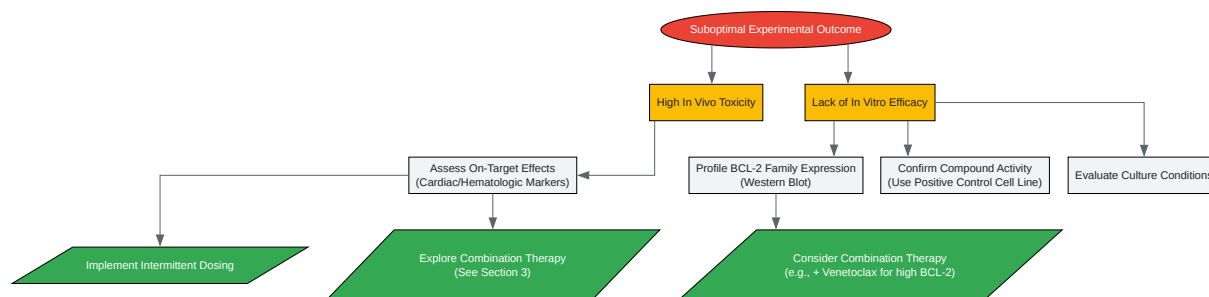 Suboptimal Experimental Outcome
High In Vivo Toxicity
Lack of In Vitro Efficacy
Assess On-Target Effects
(Cardiac/Hematologic Markers)
Profile BCL-2 Family Expression
(Western Blot)
Confirm Compound Activity
(Use Positive Control Cell Line)
Evaluate Culture Conditions
Implement Intermittent Dosing
Explore Combination Therapy
(See Section 3)
Consider Combination Therapy
(e.g., + Venetoclax for high BCL-2)